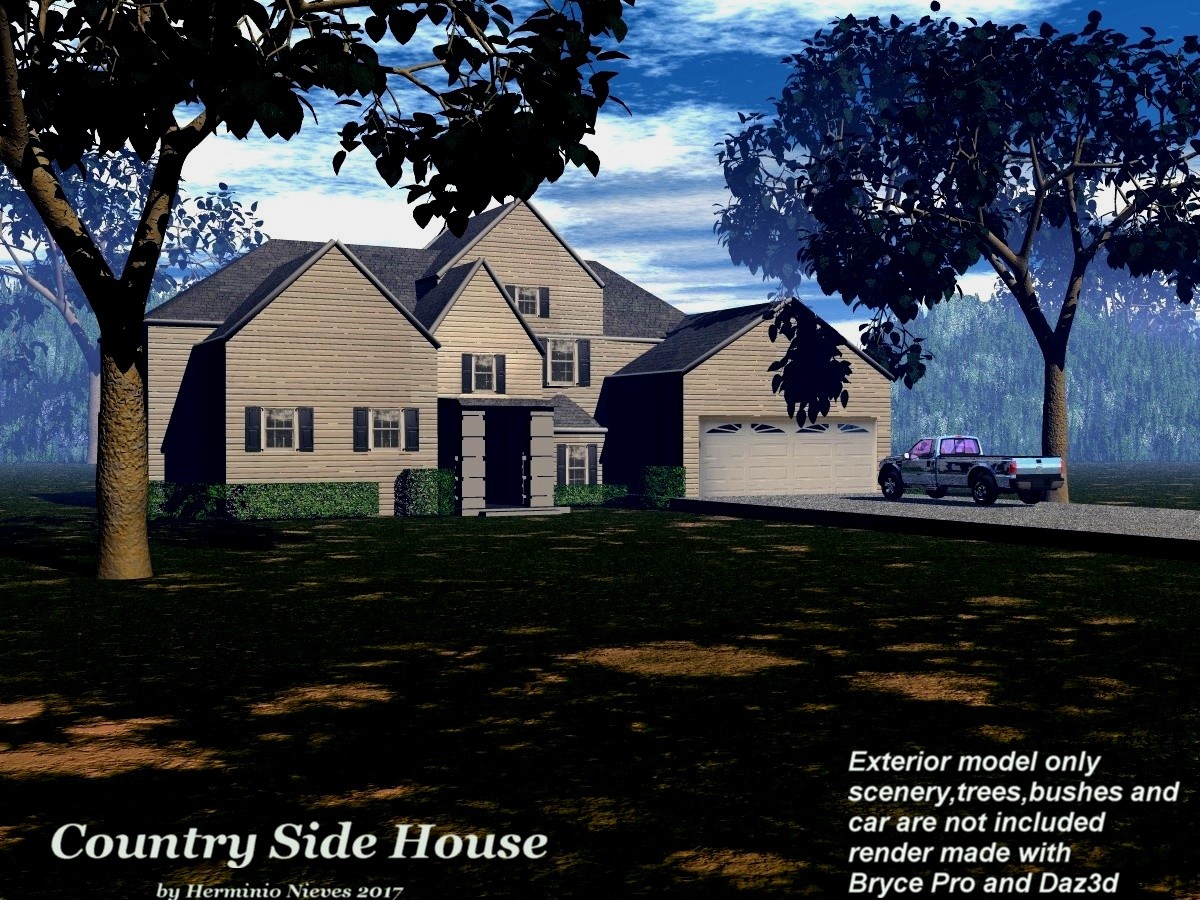 Exterior model only
scenery,trees,bushes and
car are not included
render made with
Bryce Pro and Daz3d
Country Side House
by Herminio Nieves 2017